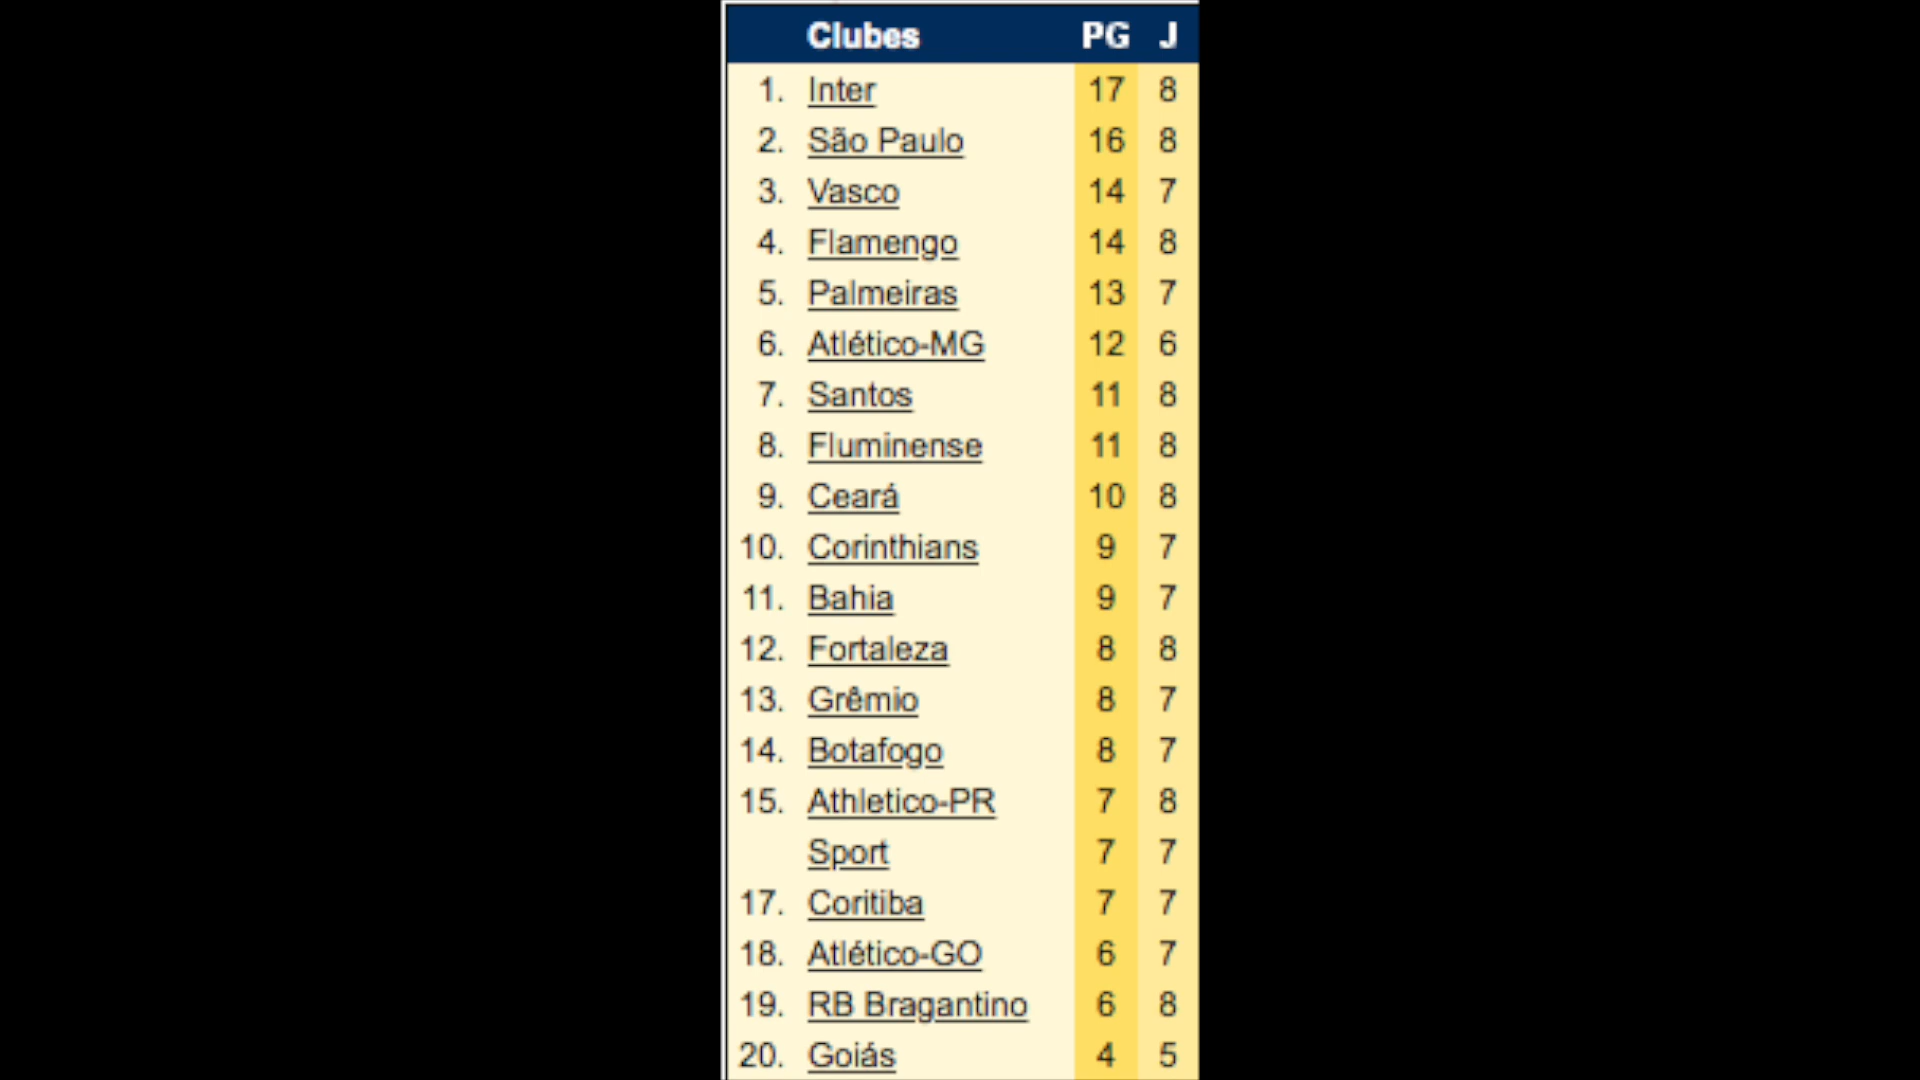 Clubes PG J
1. Inter 17 8
2. São Paulo 16 8
3. Vasco 14 7
4. Flamengo 14 8
5. Palmeiras 13 7
6. Atlético-MG 12 6
7. Santos 11 8
8. Fluminense 11 8
9. Ceará 10 8
10. Corinthians 9 7
11. Bahia 9 7
12. Fortaleza 8 8
13. Grêmio 8 7
14. Botafogo 8 7
15. Athletico-PR 7 8
Sport 7 7
17. Coritiba 7 7
18. Atlético-GO 6 7
19. RB Bragantino 6 8
20. Goiás 4 5